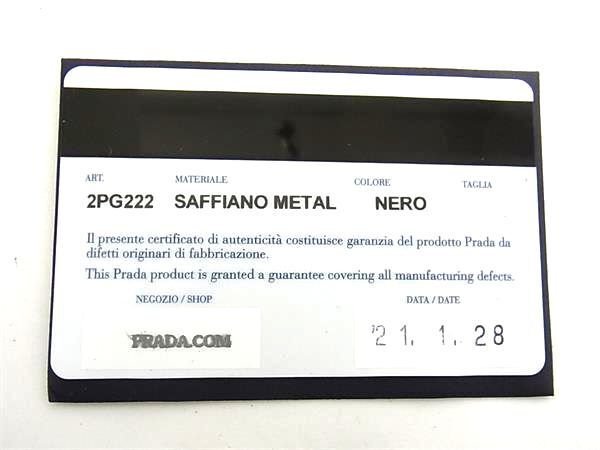 ART. MATERIALE COLORE TAGLIA
2PG222 SAFFIANO METAL NERO
Il presente certificato di autenticità costituisce garanzia del prodotto Prada da
difetti originari di fabbricazione.
This Prada product is granted a guarantee covering all manufacturing defects.
NEGOZIO / SHOP DATA / DATE
PRADA.COM '21. 1. 28